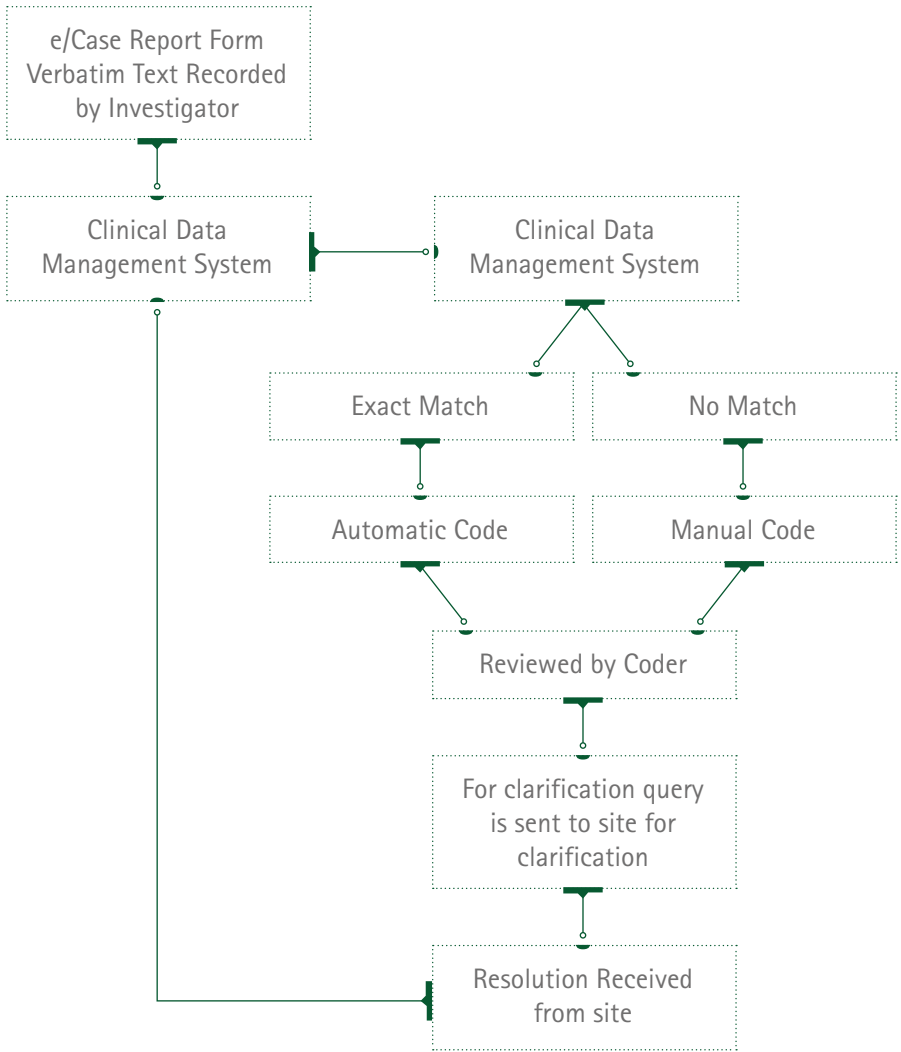 e/Case Report Form
Verbatim Text Recorded
by Investigator
Clinical Data
Management System
Clinical Data
Management System
Exact Match
No Match
Automatic Code
Manual Code
Reviewed by Coder
For clarification query
is sent to site for
clarification
Resolution Received
from site